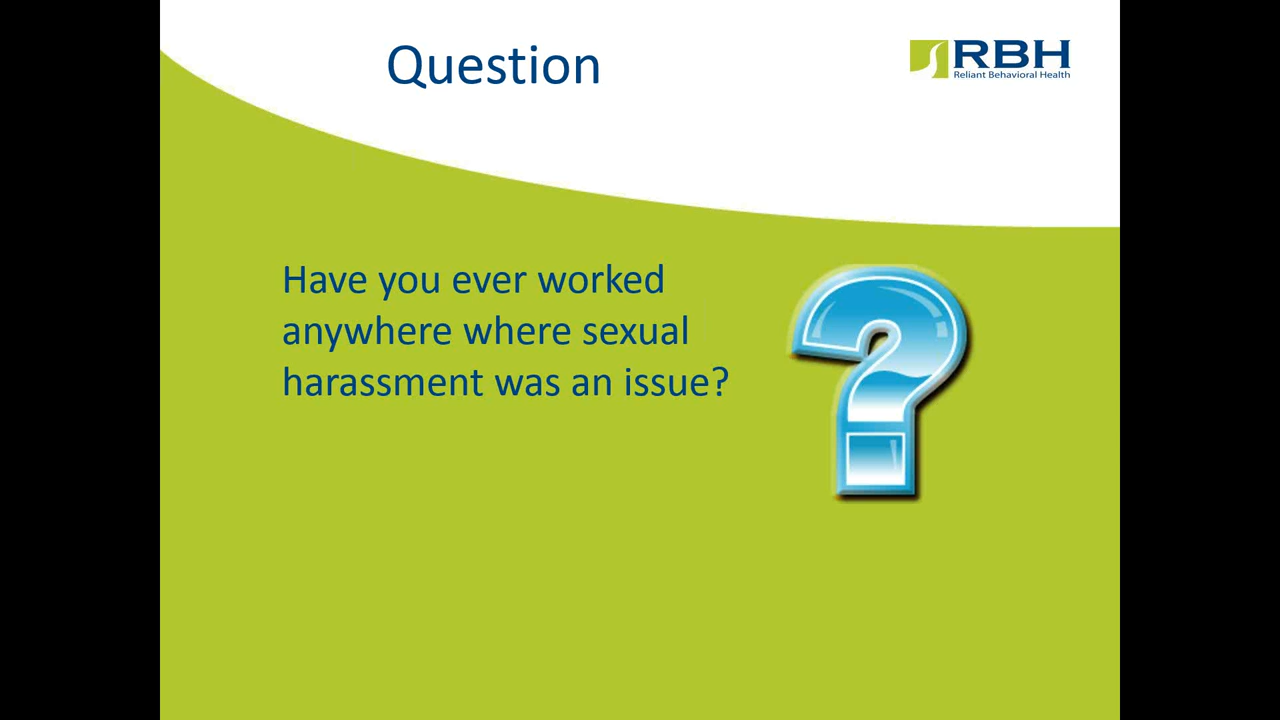 Question
RBH
Reliant Behavioral Health
Have you ever worked
anywhere where sexual
harassment was an issue?